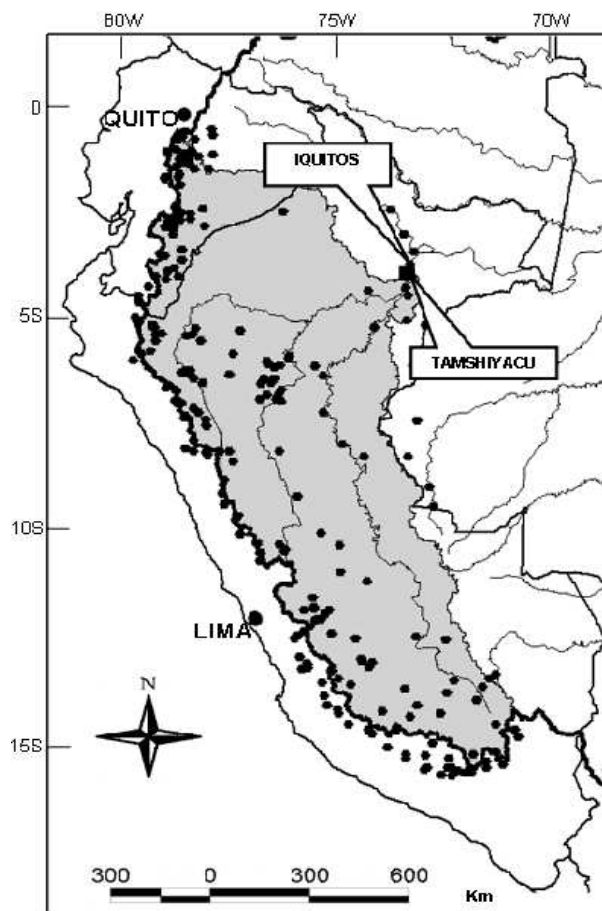 80W 75W 70W
0
QUITO
IQUITOS
5S
TAMSHIYACU
10S
LIMA
N
15S
300 0 300 600
Km